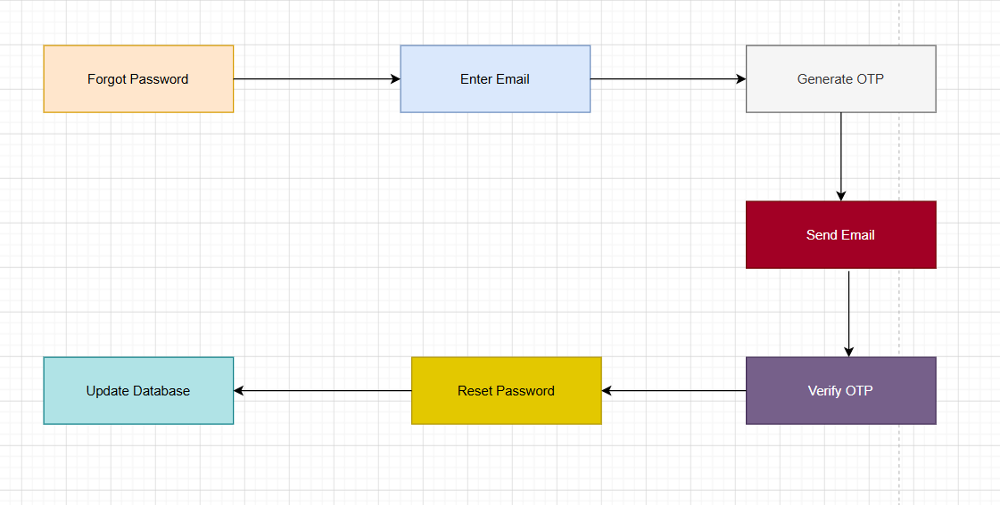 Forgot Password
Enter Email
Generate OTP
Send Email
Verify OTP
Reset Password
Update Database